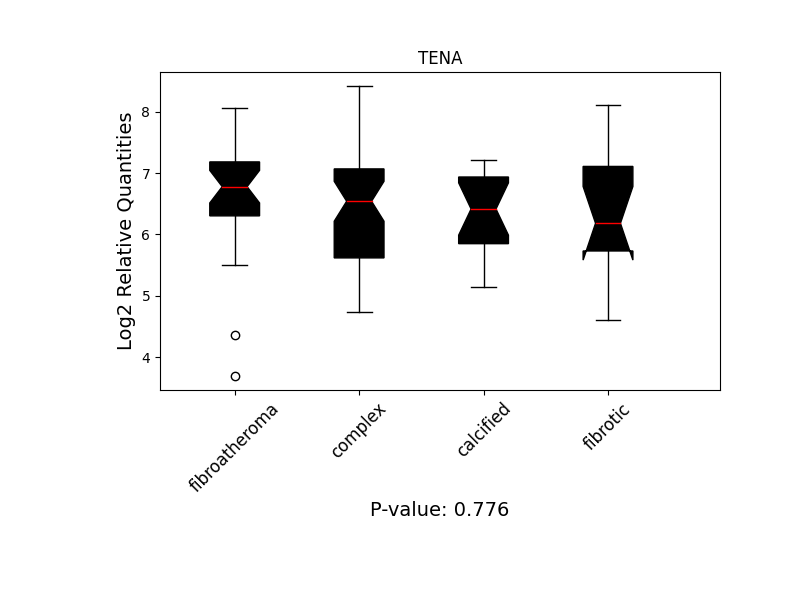 TENA
Log2 Relative Quantities
8
7
6
5
4
fibroatheroma
complex
calcified
fibrotic
P-value: 0.776